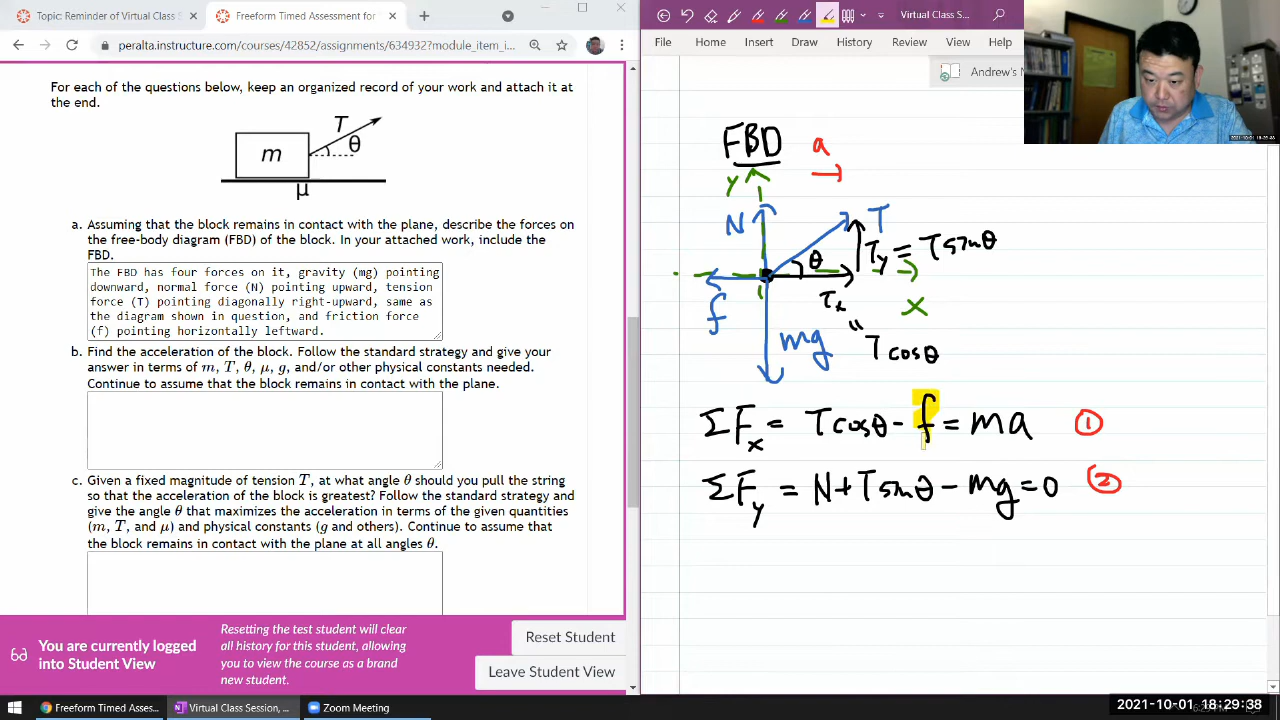 Topic: Reminder of Virtual Class S
Freeform Timed Assessment for
peralta.instructure.com/courses/42852/assignments/634932?module_item_i...
For each of the questions below, keep an organized record of your work and attach it at
the end.
T
θ
m
μ
a. Assuming that the block remains in contact with the plane, describe the forces on
the free-body diagram (FBD) of the block. In your attached work, include the
FBD.
The FBD has four forces on it, gravity (mg) pointing
downward, normal force (N) pointing upward, tension
force (T) pointing diagonally right-upward, same as
the diagram shown in question, and friction force
(f) pointing horizontally leftward.
b. Find the acceleration of the block. Follow the standard strategy and give your
answer in terms of m, T, θ, μ, g, and/or other physical constants needed.
Continue to assume that the block remains in contact with the plane.
c. Given a fixed magnitude of tension T, at what angle θ should you pull the string
so that the acceleration of the block is greatest? Follow the standard strategy and
give the angle θ that maximizes the acceleration in terms of the given quantities
(m, T, and μ) and physical constants (g and others). Continue to assume that
the block remains in contact with the plane at all angles θ.
You are currently logged
into Student View
Resetting the test student will clear
all history for this student, allowing
you to view the course as a brand
new student.
Reset Student
Leave Student View
Virtual Class S...
File Home Insert Draw History Review View Help
Andrew's N
FBD
a
y
N
T
θ
Ty = Tsinθ
f
Tx
x
"
mg
Tcosθ
ΣFx = Tcosθ - f = ma ①
ΣFy = N + Tsinθ - mg = 0 ②
2021-10-01 18:29:38
Freeform Timed Asses...
Virtual Class Session, ...
Zoom Meeting
2021-10-01 18:29:38